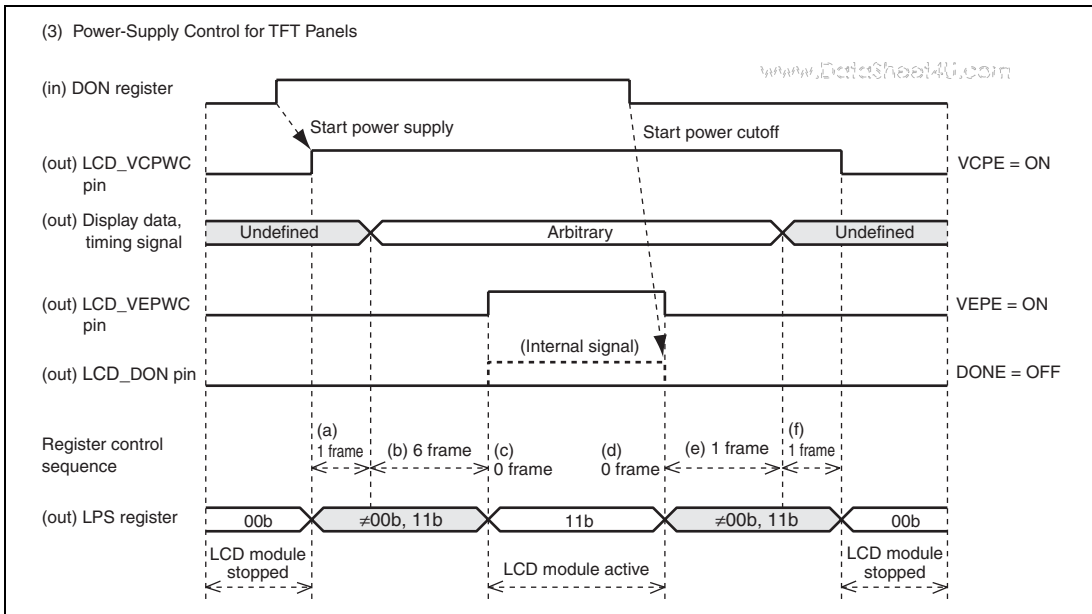 (3) Power-Supply Control for TFT Panels
www.DataSheet4U.com
(in) DON register
Start power supply
Start power cutoff
(out) LCD_VCPWC
pin
VCPE = ON
(out) Display data,
timing signal
Undefined
Arbitrary
Undefined
(out) LCD_VEPWC
pin
VEPE = ON
(Internal signal)
(out) LCD_DON pin
DONE = OFF
Register control
sequence
(a)
1 frame
(b) 6 frame
(c)
0 frame
(d)
0 frame
(e) 1 frame
(f)
1 frame
(out) LPS register
00b
≠00b, 11b
11b
≠00b, 11b
00b
LCD module
stopped
LCD module active
LCD module
stopped